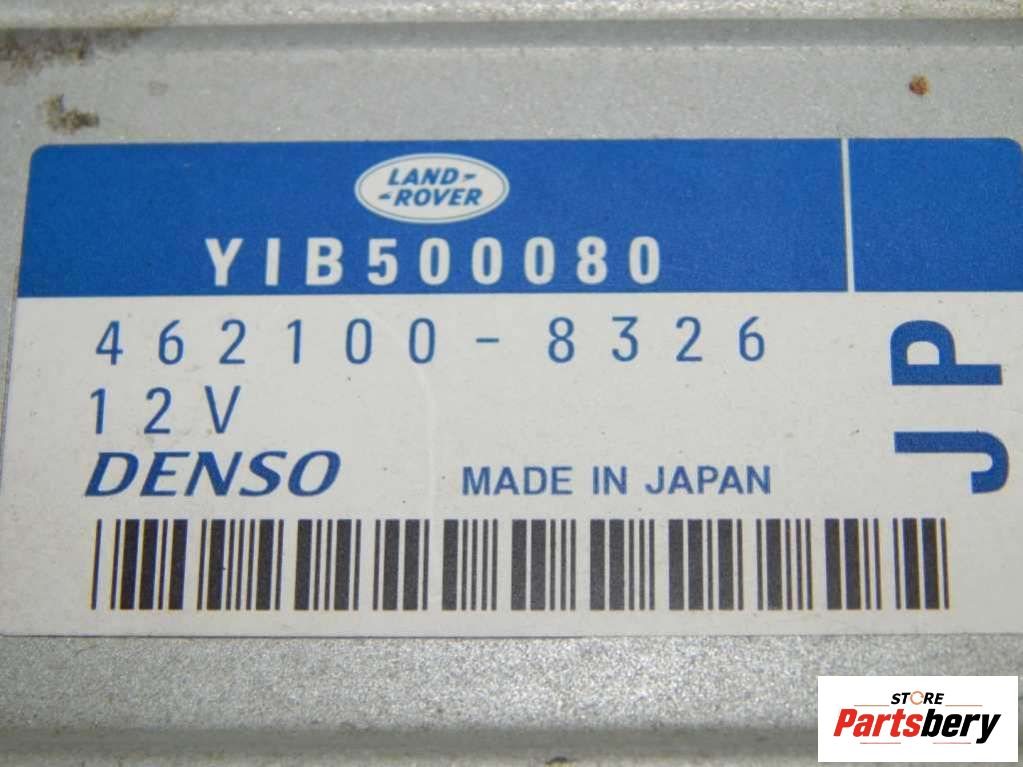 LAND-
-ROVER
YIB500080
462100-8326
12V
DENSO MADE IN JAPAN
JP
STORE
Partsbery